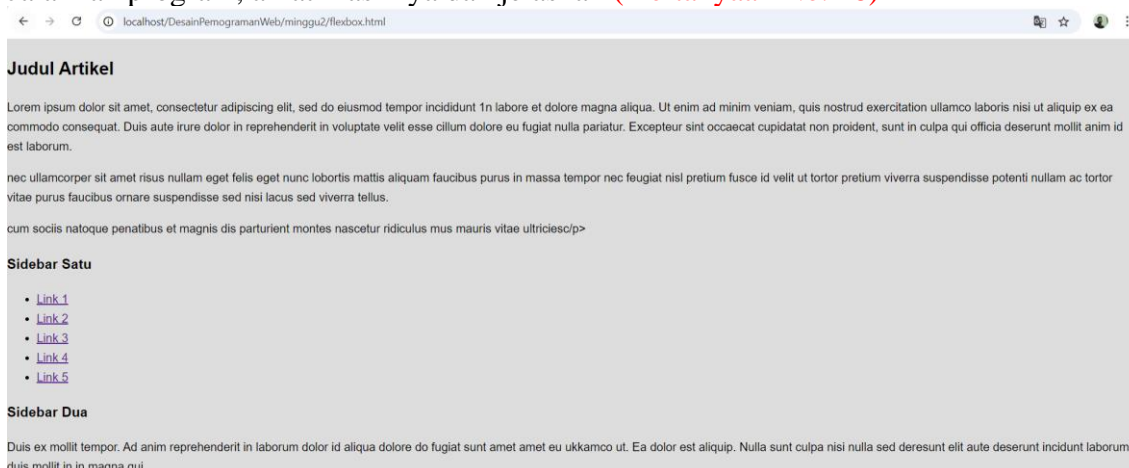 localhost/DesainPemogramanWeb/minggu2/flexbox.html
Judul Artikel
Lorem ipsum dolor sit amet, consectetur adipiscing elit, sed do eiusmod tempor incididunt 1n labore et dolore magna aliqua. Ut enim ad minim veniam, quis nostrud exercitation ullamco laboris nisi ut aliquip ex ea
commodo consequat. Duis aute irure dolor in reprehenderit in voluptate velit esse cillum dolore eu fugiat nulla pariatur. Excepteur sint occaecat cupidatat non proident, sunt in culpa qui officia deserunt mollit anim id
est laborum.
nec ullamcorper sit amet risus nullam eget felis eget nunc lobortis mattis aliquam faucibus purus in massa tempor nec feugiat nisl pretium fusce id velit ut tortor pretium viverra suspendisse potenti nullam ac tortor
vitae purus faucibus ornare suspendisse sed nisi lacus sed viverra tellus.
cum sociis natoque penatibus et magnis dis parturient montes nascetur ridiculus mus mauris vitae ultriciesc/p>
Sidebar Satu
• Link 1
• Link 2
• Link 3
• Link 4
• Link 5
Sidebar Dua
Duis ex mollit tempor. Ad anim reprehenderit in laborum dolor id aliqua dolore do fugiat sunt amet amet eu ukkamco ut. Ea dolor est aliquip. Nulla sunt culpa nisi nulla sed deresunt elit aute deserunt incidunt laborum
duis mollit in in magna qui